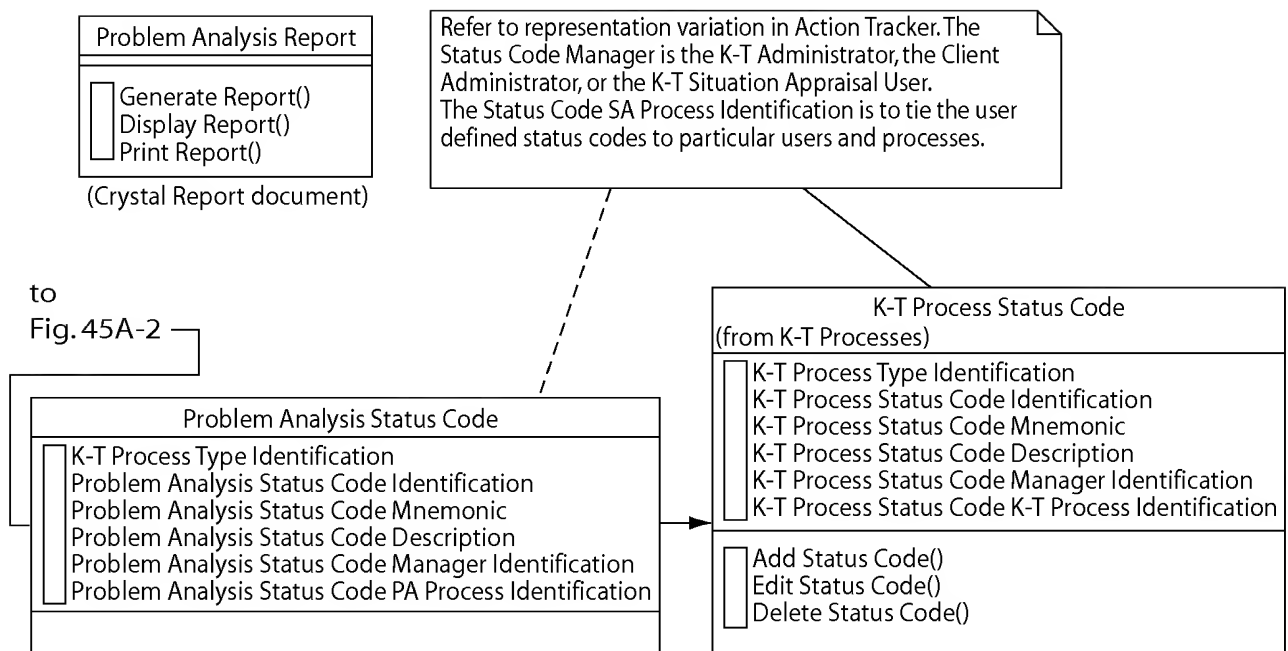 Problem Analysis Report
Generate Report()
Display Report()
Print Report()
(Crystal Report document)
Refer to representation variation in Action Tracker. The
Status Code Manager is the K-T Administrator, the Client
Administrator, or the K-T Situation Appraisal User.
The Status Code SA Process Identification is to tie the user
defined status codes to particular users and processes.
to
Fig. 45A-2
Problem Analysis Status Code
K-T Process Type Identification
Problem Analysis Status Code Identification
Problem Analysis Status Code Mnemonic
Problem Analysis Status Code Description
Problem Analysis Status Code Manager Identification
Problem Analysis Status Code PA Process Identification
K-T Process Status Code
(from K-T Processes)
K-T Process Type Identification
K-T Process Status Code Identification
K-T Process Status Code Mnemonic
K-T Process Status Code Description
K-T Process Status Code Manager Identification
K-T Process Status Code K-T Process Identification
Add Status Code()
Edit Status Code()
Delete Status Code()